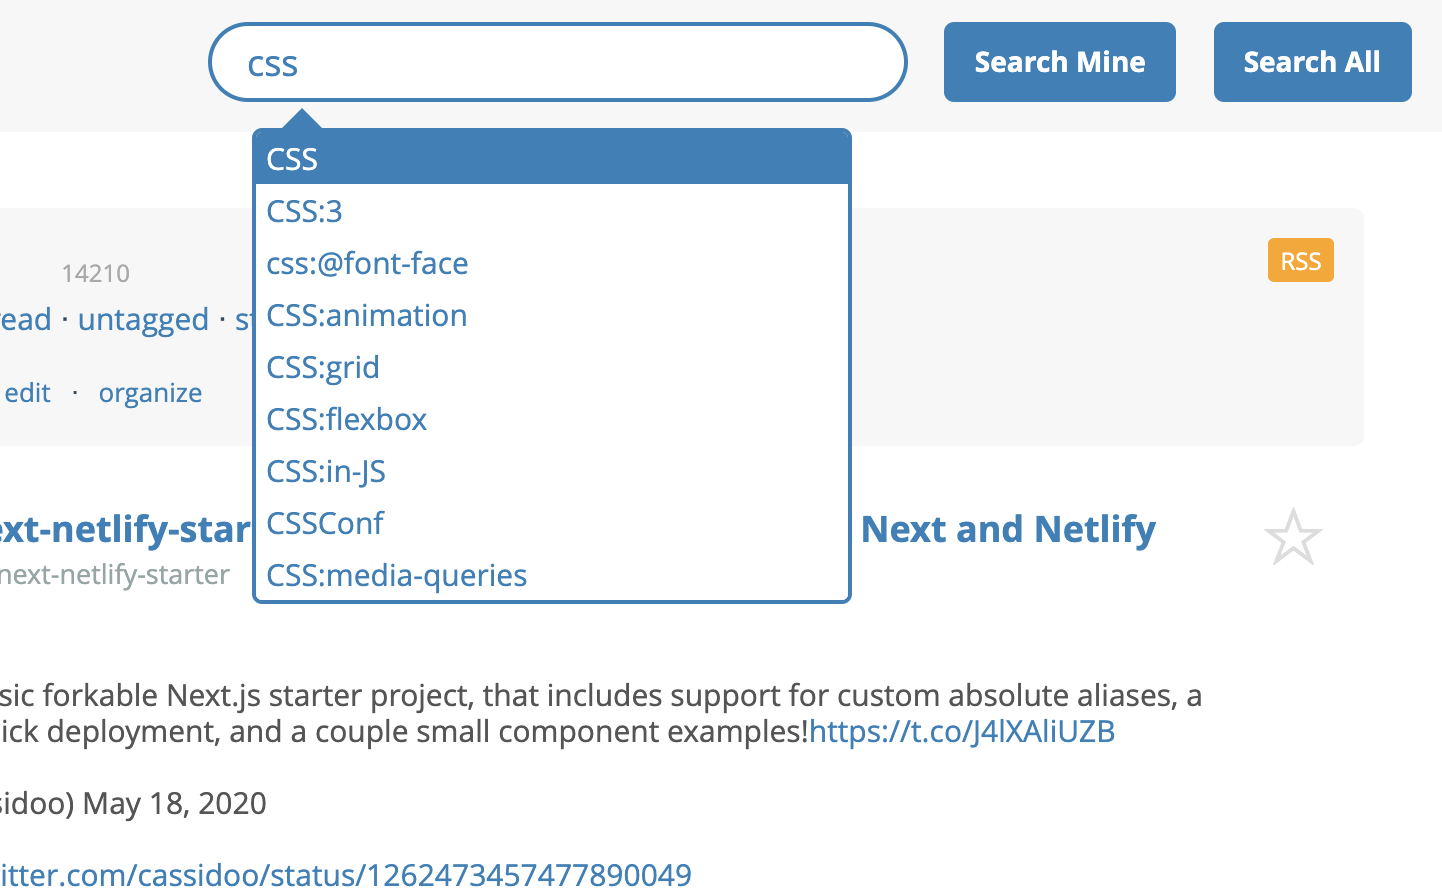 css
Search Mine
Search All
CSS
CSS:3
css:@font-face
CSS:animation
CSS:grid
CSS:flexbox
CSS:in-JS
CSSConf
CSS:media-queries
14210
RSS
ead · untagged · s
edit · organize
ext-netlify-star Next and Netlify
next-netlify-starter
sic forkable Next.js starter project, that includes support for custom absolute aliases, a
ick deployment, and a couple small component examples!https://t.co/J4lXAliUZB
sidoo) May 18, 2020
itter.com/cassidoo/status/1262473457477890049